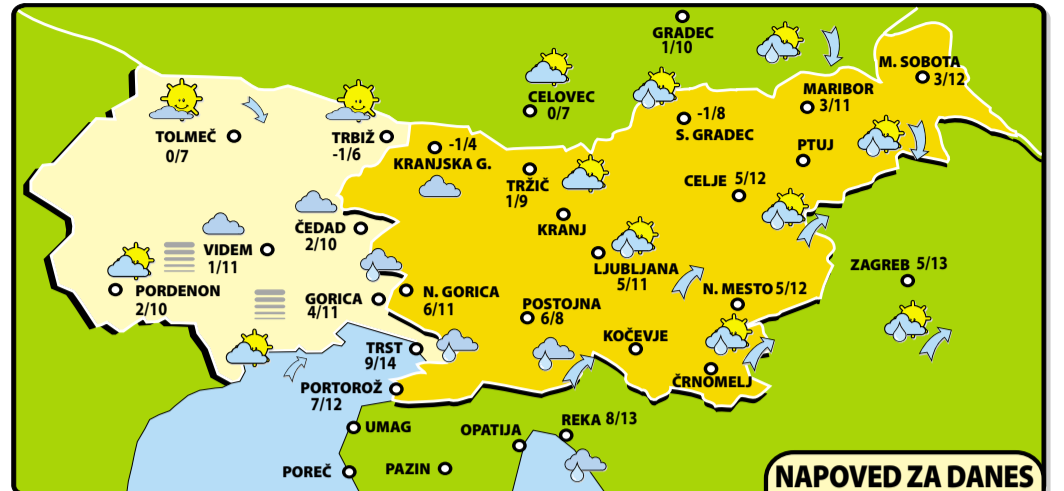 GRADEC
1/10
M. SOBOTA
3/12
CELOVEC
0/7
MARIBOR
3/11
-1/8
S. GRADEC
TOLMEČ
0/7
TRBIŽ
-1/6
-1/4
KRANJSKA G.
PTUJ
TRŽIČ
1/9
CELJE 5/12
KRANJ
ČEDAD
2/10
VIDEM
1/11
LJUBLJANA
5/11
ZAGREB 5/13
PORDENON
2/10
GORICA
4/11
N. GORICA
6/11
N. MESTO 5/12
POSTOJNA
6/8
KOČEVJE
TRST
9/14
ČRNOMELJ
PORTOROŽ
7/12
UMAG
OPATIJA
REKA 8/13
POREČ
PAZIN
NAPOVED ZA DANES